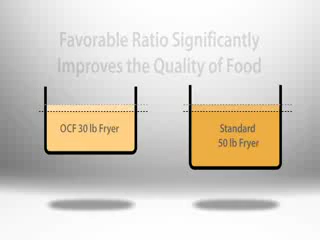 Favorable Ratio Significantly
Improves the Quality of Food
OCF 30 lb Fryer
Standard
50 lb Fryer